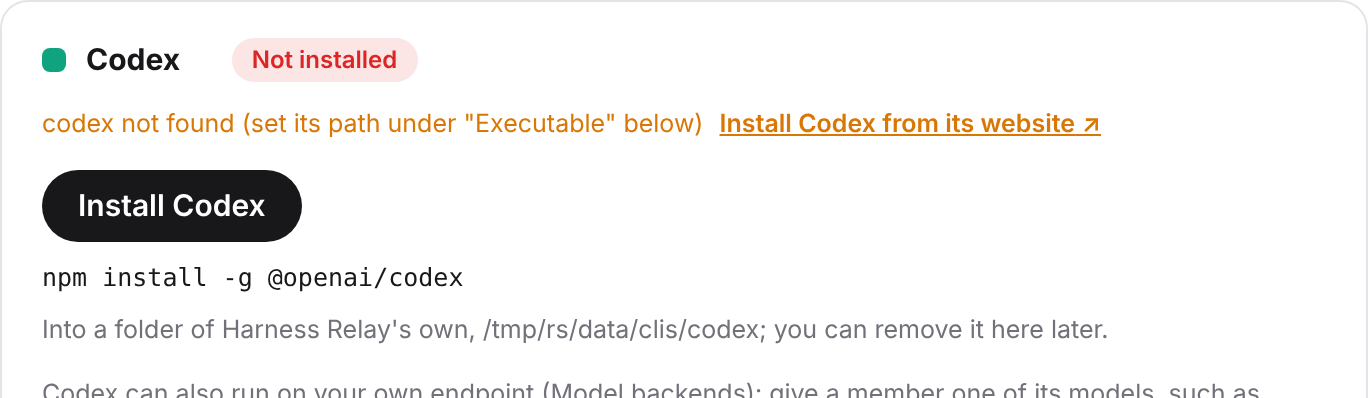 Codex Not installed
codex not found (set its path under "Executable" below) Install Codex from its website ↗
Install Codex
npm install -g @openai/codex
Into a folder of Harness Relay's own, /tmp/rs/data/clis/codex; you can remove it here later.
Codex can also run on your own endpoint (Model backends): give a member one of its models, such as